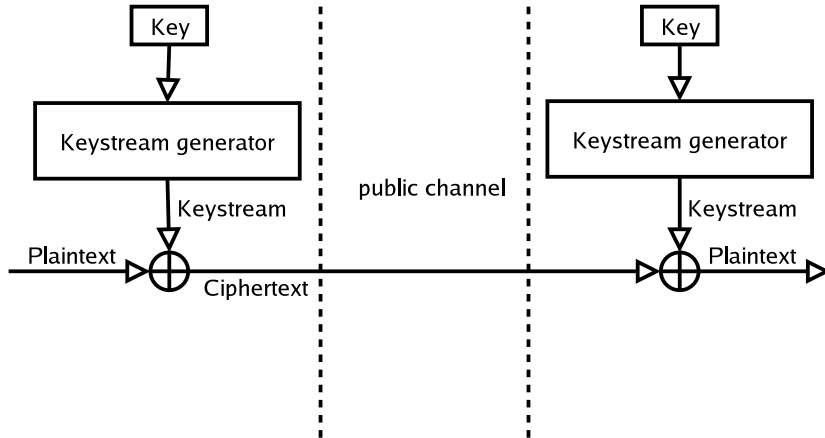 Key
Key
Keystream generator
Keystream generator
public channel
Keystream
Keystream
Plaintext
Plaintext
Ciphertext